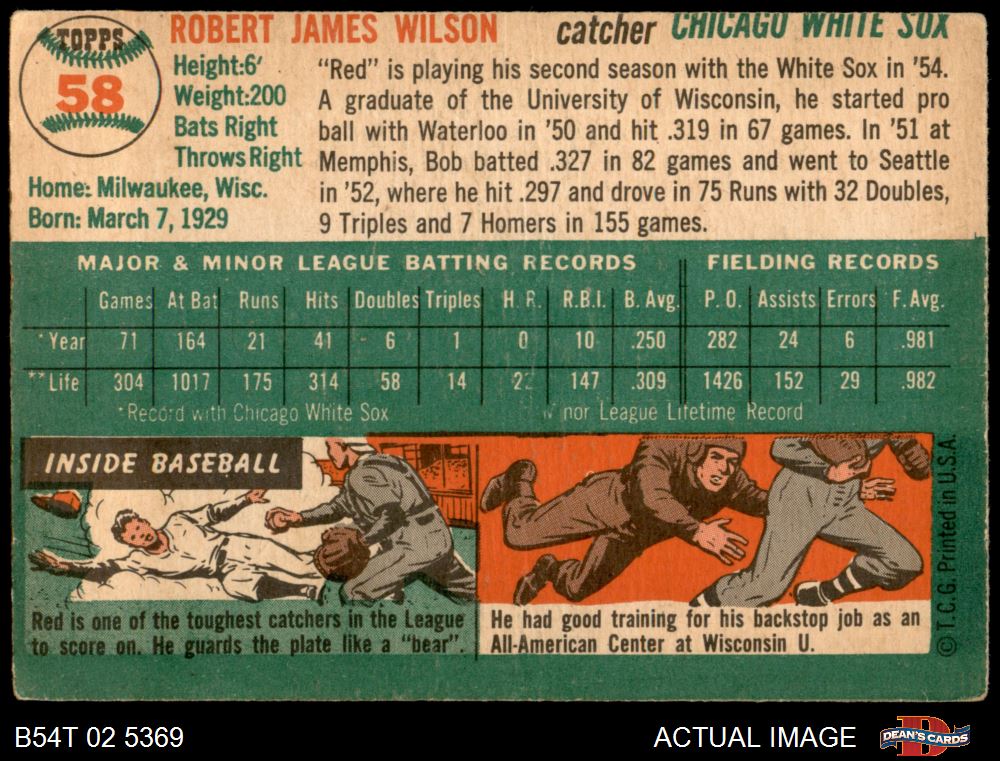 TOPPS
58
ROBERT JAMES WILSON catcher CHICAGO WHITE SOX
Height:6'
Weight:200
Bats Right
Throws Right
Home: Milwaukee, Wisc.
Born: March 7, 1929
"Red" is playing his second season with the White Sox in '54.
A graduate of the University of Wisconsin, he started pro
ball with Waterloo in '50 and hit .319 in 67 games. In '51 at
Memphis, Bob batted .327 in 82 games and went to Seattle
in '52, where he hit .297 and drove in 75 Runs with 32 Doubles,
9 Triples and 7 Homers in 155 games.
MAJOR & MINOR LEAGUE BATTING RECORDS FIELDING RECORDS
Games At Bat Runs Hits Doubles Triples H. R. R.B.I. B. Avg. P. O. Assists Errors F. Avg.
*Year 71 164 21 41 6 1 0 10 .250 282 24 6 .981
**Life 304 1017 175 314 58 14 147 .309 1426 152 29 .982
*Record with Chicago White Sox Minor League Lifetime Record
INSIDE BASEBALL
Red is one of the toughest catchers in the League
to score on. He guards the plate like a "bear".
He had good training for his backstop job as an
All-American Center at Wisconsin U.
© T.C.G. Printed in U.S.A.
B54T 02 5369
ACTUAL IMAGE
DEAN'S CARDS